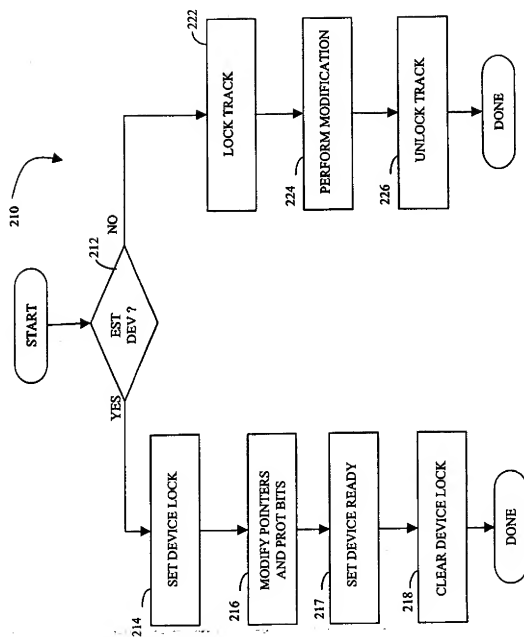 210
START
212
EST
DEV ?
YES
NO
214
SET DEVICE LOCK
216
MODIFY POINTERS
AND PROT BITS
217
SET DEVICE READY
218
CLEAR DEVICE LOCK
DONE
222
LOCK TRACK
224
PERFORM MODIFICATION
226
UNLOCK TRACK
DONE